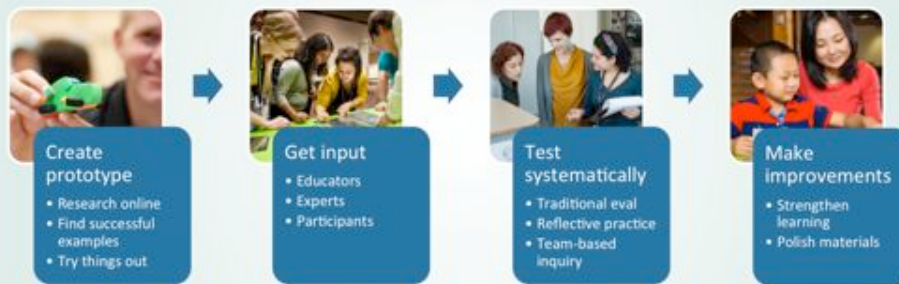 Create
prototype
• Research online
• Find successful
examples
• Try things out
Get input
• Educators
• Experts
• Participants
Test
systematically
• Traditional eval
• Reflective practice
• Team-based
inquiry
Make
improvements
• Strengthen
learning
• Polish materials